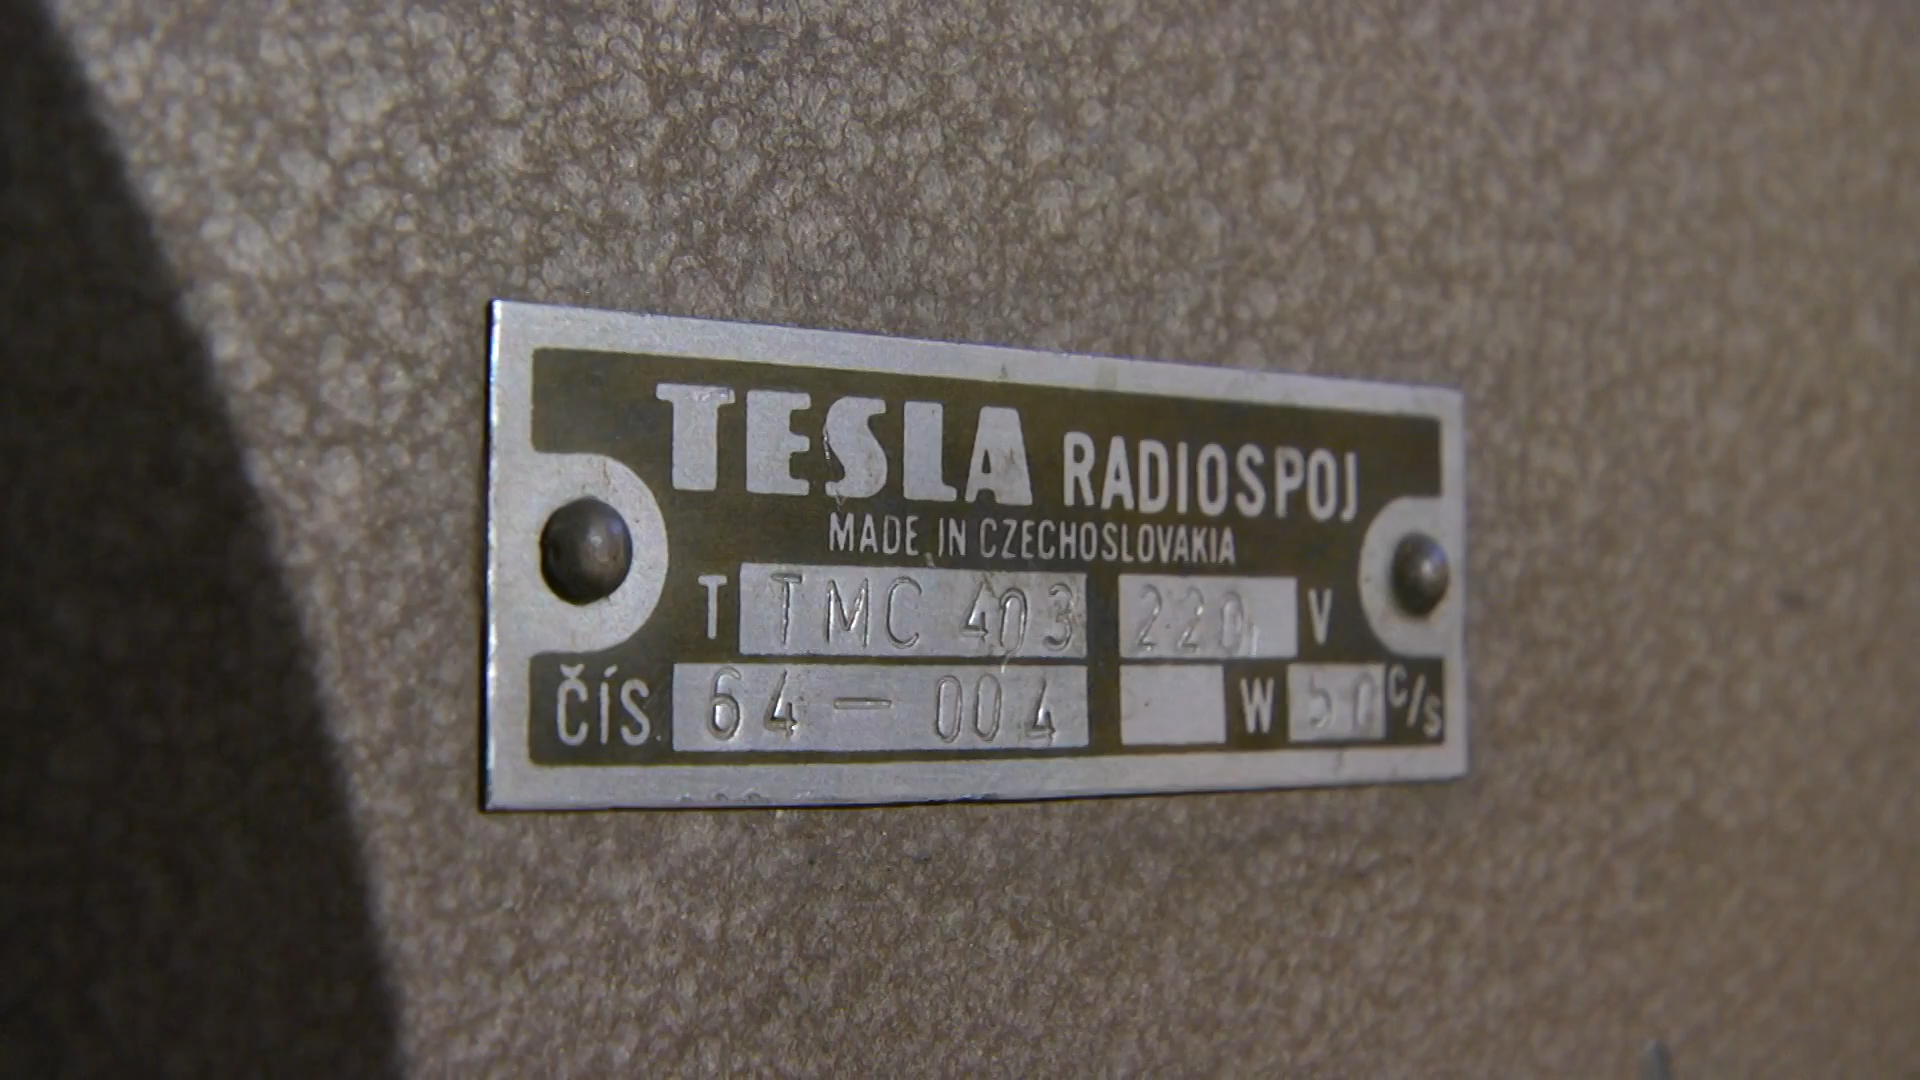 TESLA RADIOSPOJ
MADE IN CZECHOSLOVAKIA
T TMC 403 220 V
ČÍS. 64 — 004 W 50 c/s